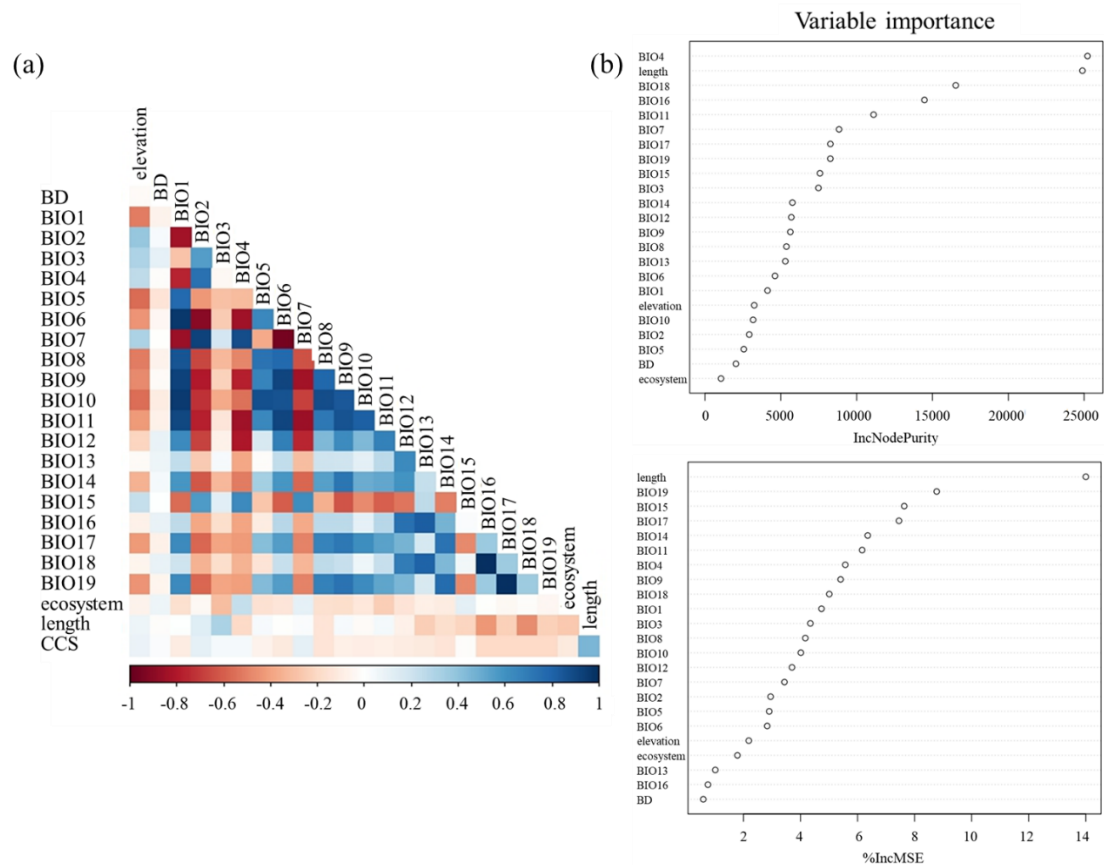 (a)
elevation
BD
BIO1
BIO2
BIO3
BIO4
BIO5
BIO6
BIO7
BIO8
BIO9
BIO10
BIO11
BIO12
BIO13
BIO14
BIO15
BIO16
BIO17
BIO18
BIO19
ecosystem
length
BD
BIO1
BIO2
BIO3
BIO4
BIO5
BIO6
BIO7
BIO8
BIO9
BIO10
BIO11
BIO12
BIO13
BIO14
BIO15
BIO16
BIO17
BIO18
BIO19
ecosystem
length
CCS
-1 -0.8 -0.6 -0.4 -0.2 0 0.2 0.4 0.6 0.8 1
(b)
Variable importance
BIO4
length
BIO18
BIO16
BIO11
BIO7
BIO17
BIO19
BIO15
BIO3
BIO14
BIO12
BIO9
BIO8
BIO13
BIO6
BIO1
elevation
BIO10
BIO2
BIO5
BD
ecosystem
0 5000 10000 15000 20000 25000
IncNodePurity
length
BIO19
BIO15
BIO17
BIO14
BIO11
BIO4
BIO9
BIO18
BIO1
BIO3
BIO8
BIO10
BIO12
BIO7
BIO2
BIO5
BIO6
elevation
ecosystem
BIO13
BIO16
BD
2 4 6 8 10 12 14
%IncMSE